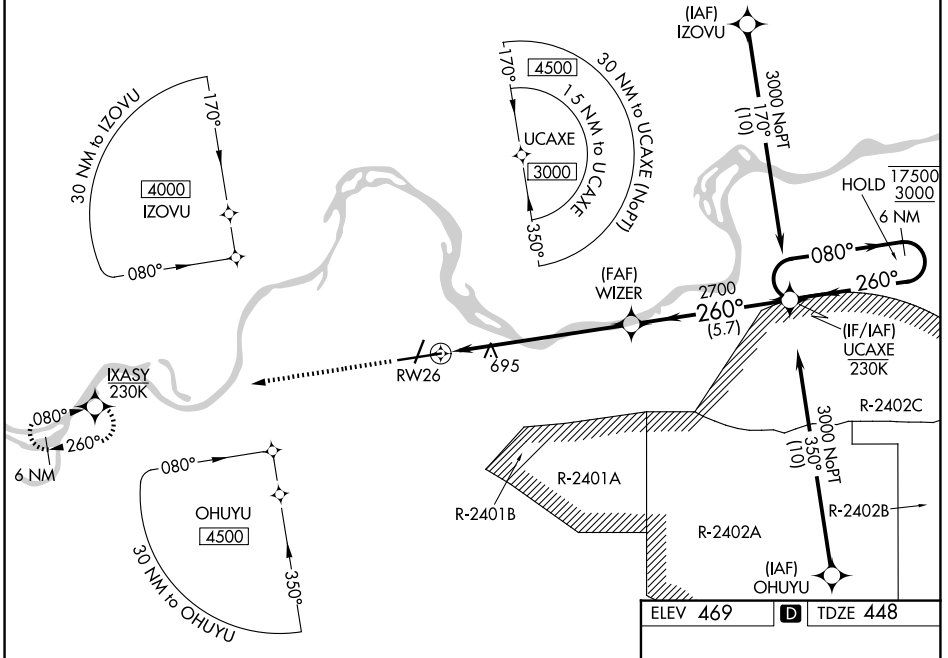 (IAF)
IZOVU
3000 NoPT
170°
(10)
30 NM to IZOVU
170°
4000
IZOVU
080°
170°
4500
30 NM to UCAXE (NoPT)
15 NM to UCAXE
UCAXE
3000
350°
HOLD
17500
3000
6 NM
080°
260°
(FAF)
WIZER
2700
260°
(5.7)
(IF/IAF)
UCAXE
230K
RW26
695
IXASY
230K
080°
260°
6 NM
080°
OHUYU
4500
350°
30 NM to OHUYU
R-2402C
3000 NoPT
350°
(10)
R-2401A
R-2401B
R-2402A
R-2402B
(IAF)
OHUYU
ELEV 469
D
TDZE 448